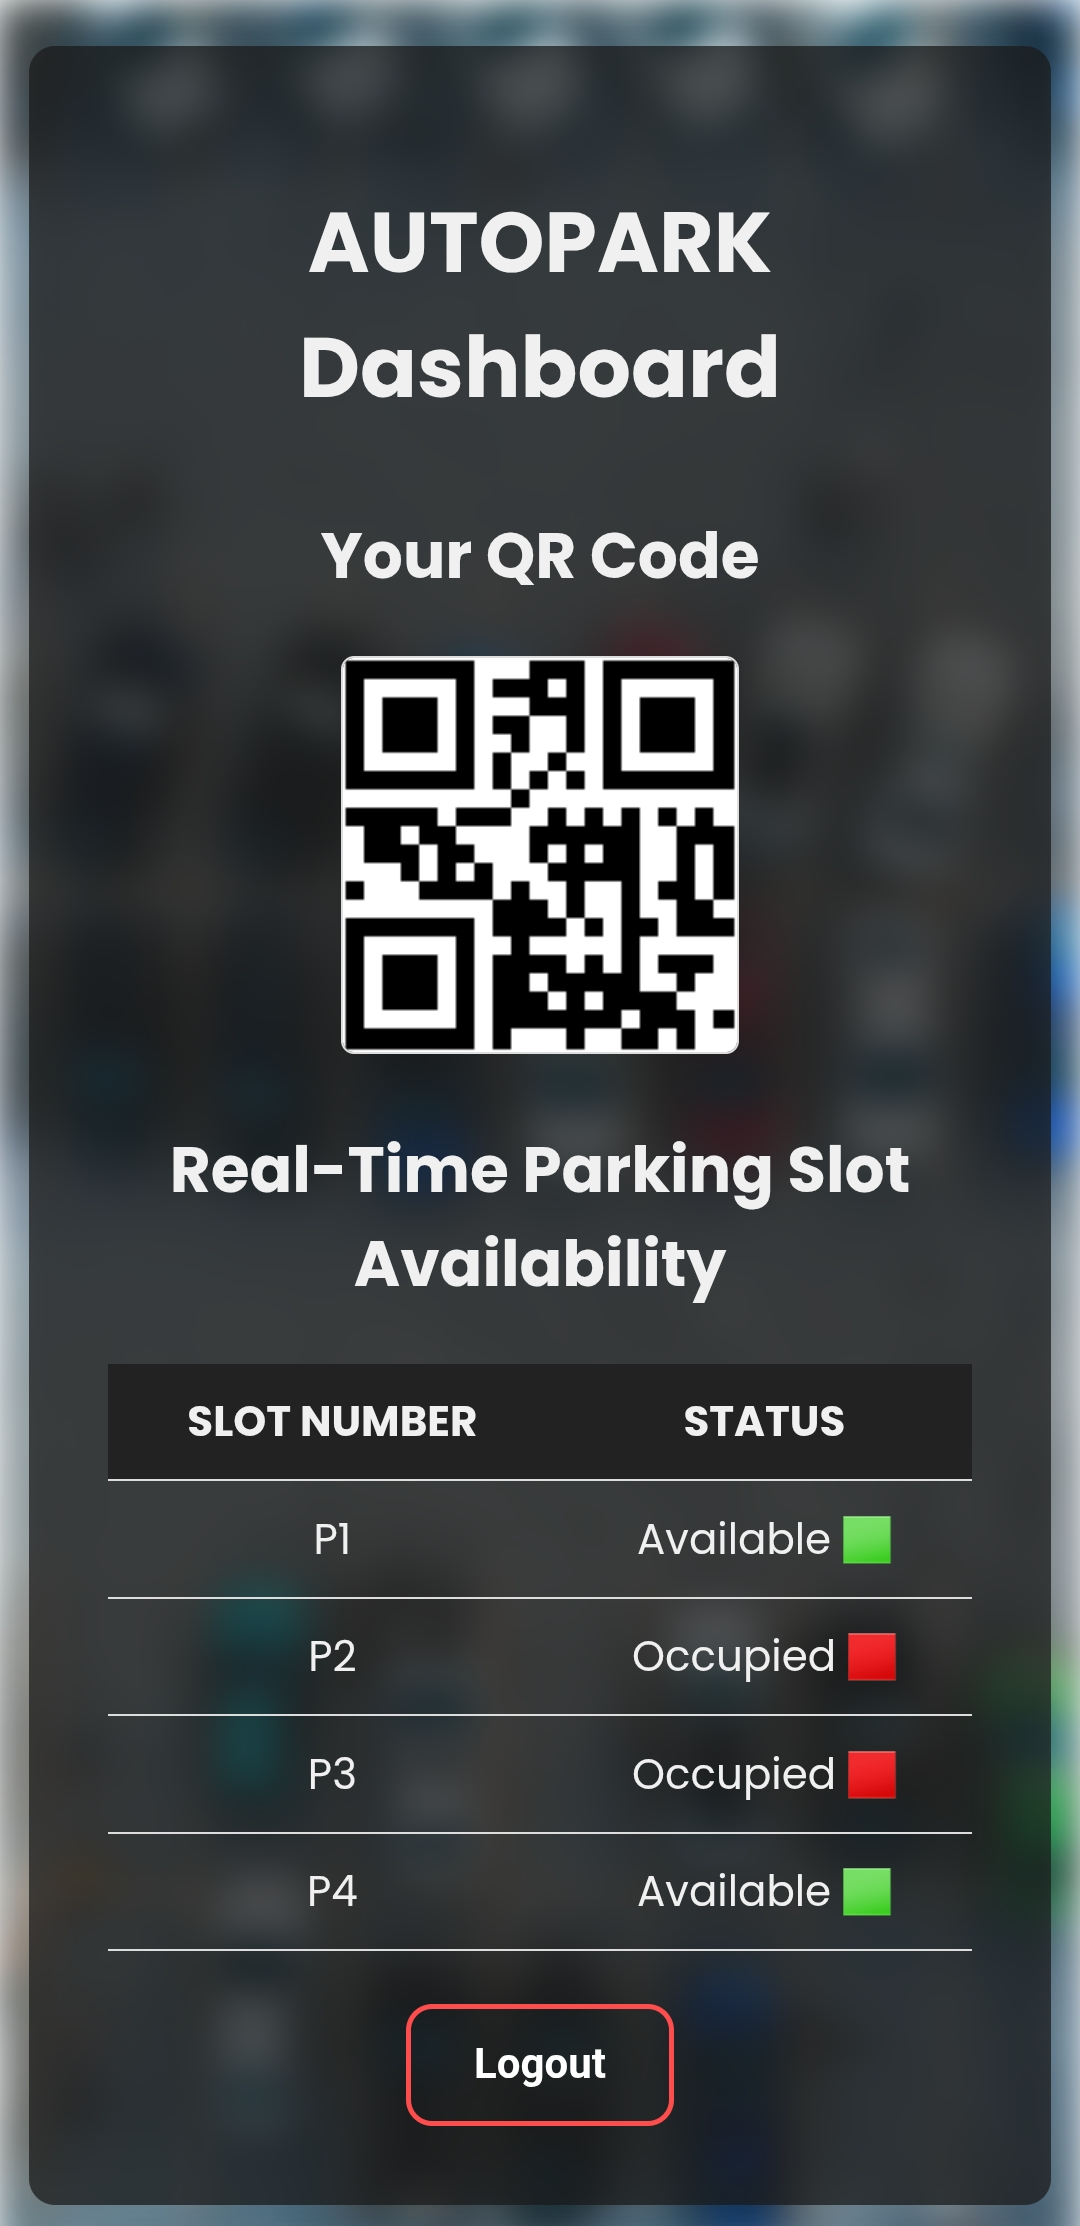 AUTOPARK
Dashboard
Your QR Code
Real-Time Parking Slot
Availability
SLOT NUMBER STATUS
P1 Available
P2 Occupied
P3 Occupied
P4 Available
Logout